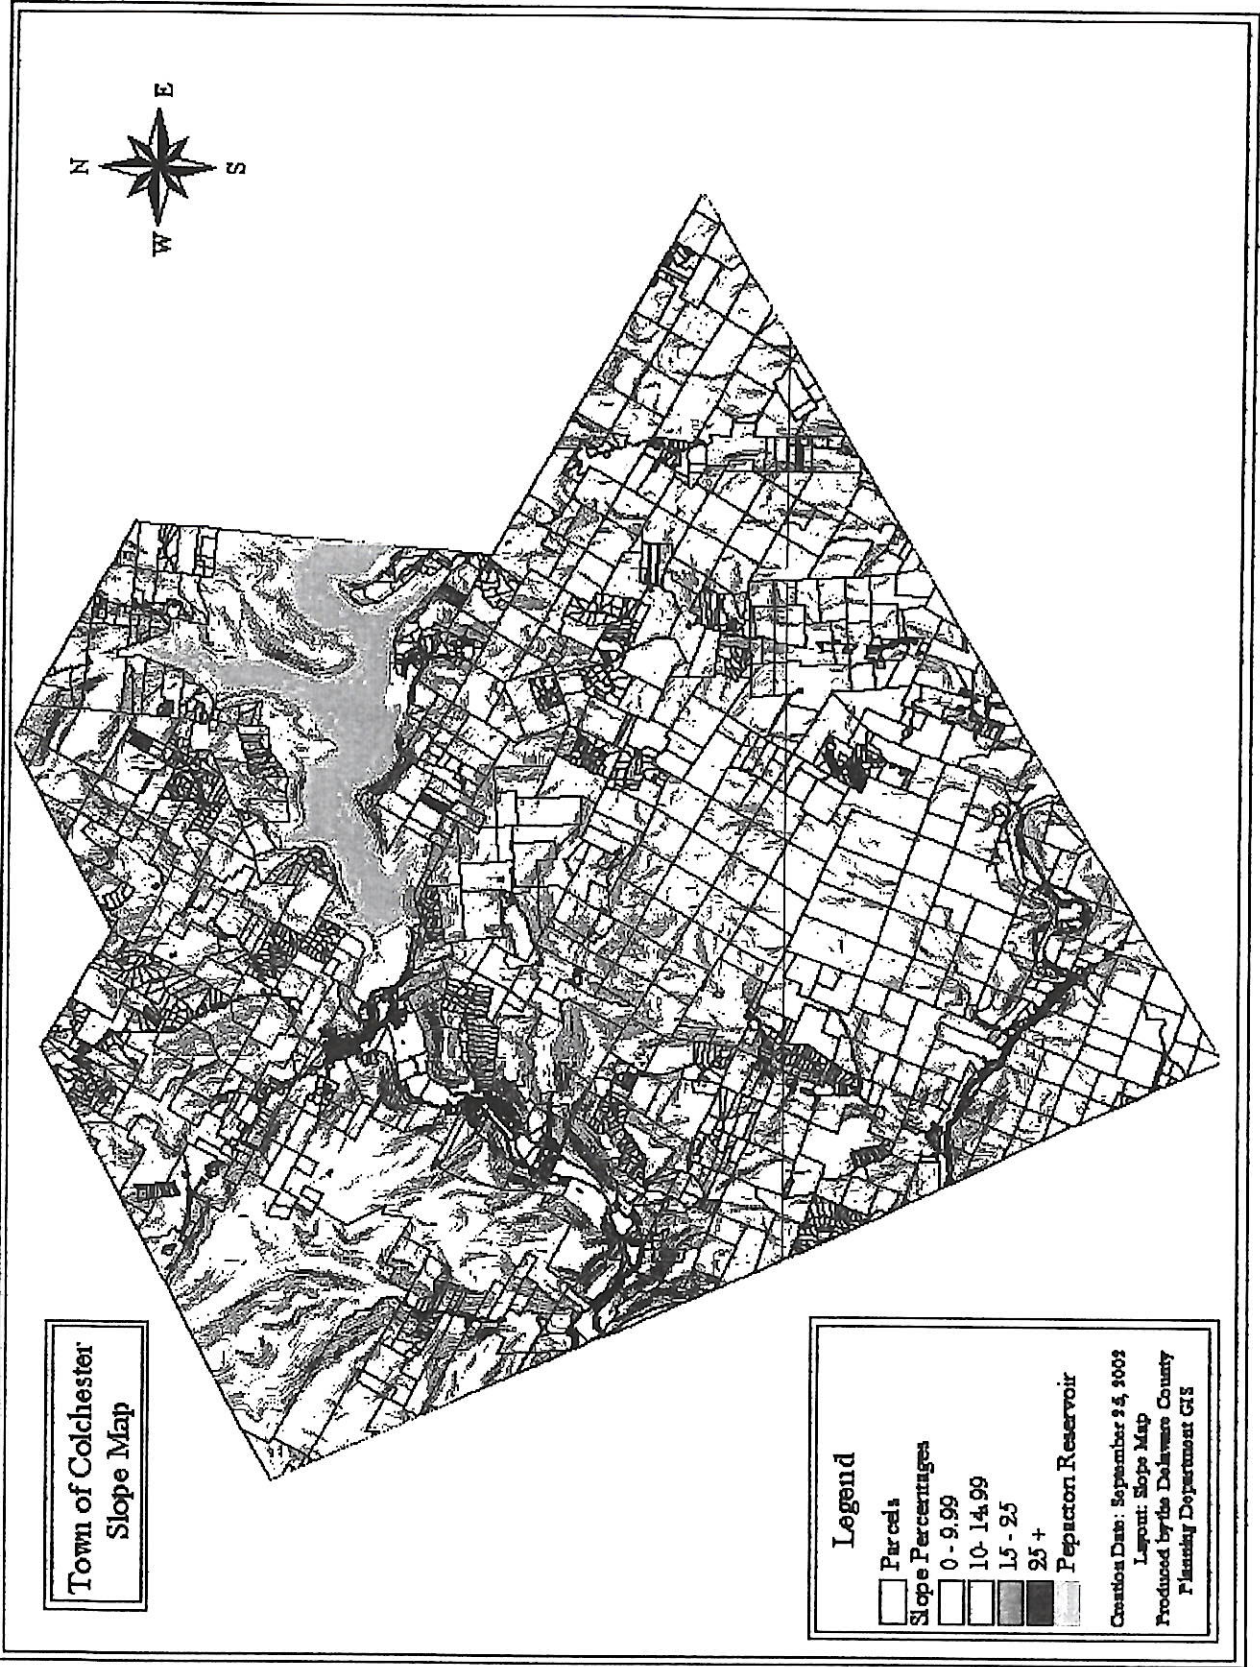 Town of Colchester
Slope Map
N
W
E
S
Legend
Parcels
Slope Percentages
0 - 9.99
10- 14.99
15 - 25
25 +
Pepacton Reservoir
Creation Date: September 25, 2002
Layout: Slope Map
Produced by the Delaware County
Planning Department GIS